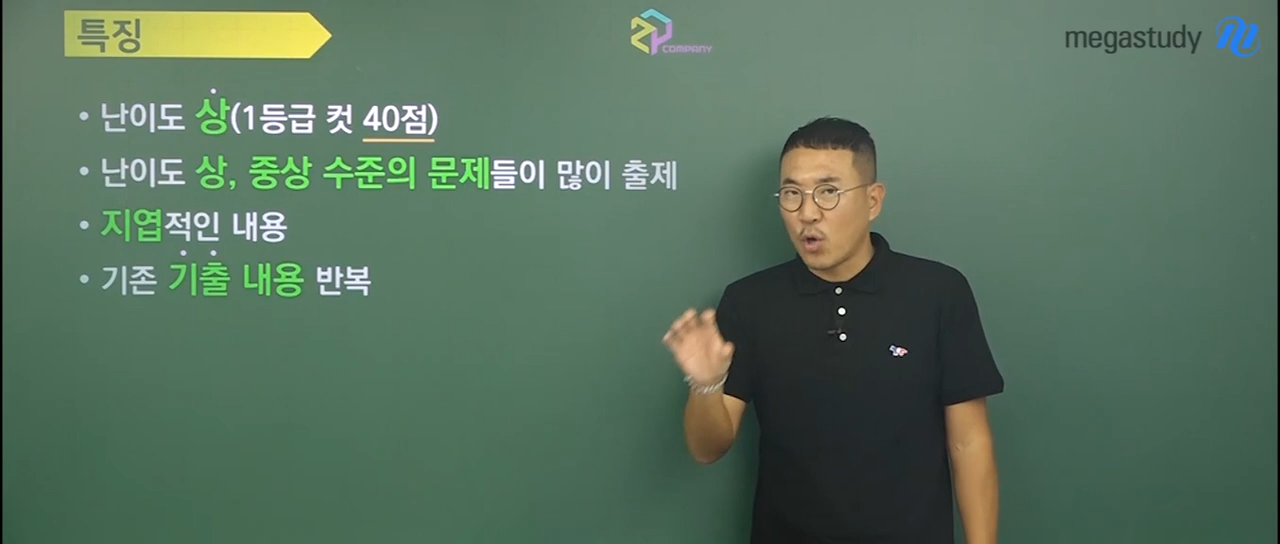 특징
COMPANY
megastudy
• 난이도 상(1등급 컷 40점)
• 난이도 상, 중상 수준의 문제들이 많이 출제
• 지엽적인 내용
• 기존 기출 내용 반복